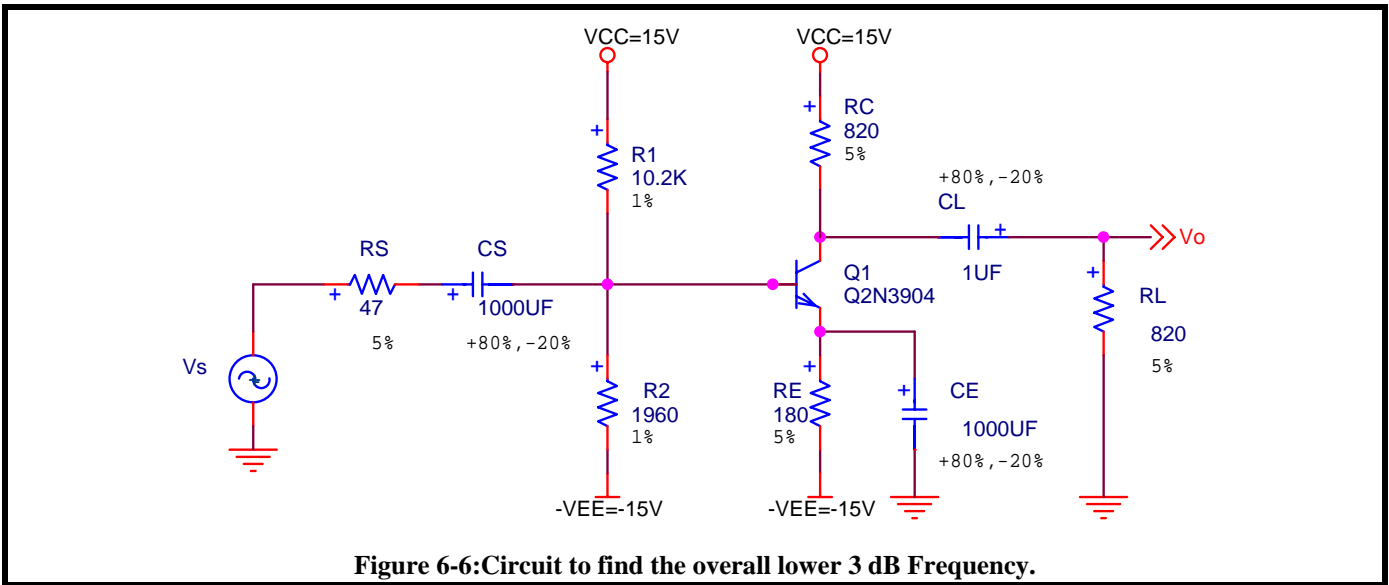 VCC=15V
VCC=15V
+
RC
820
5%
+
R1
10.2K
1%
+80%,-20%
CL
+
1UF
Vo
RS
+
47
5%
CS
+
1000UF
+80%,-20%
Q1
Q2N3904
+
RL
820
5%
Vs
+
+
R2
1960
1%
+
RE
180
5%
+
CE
1000UF
+80%,-20%
-VEE=-15V
-VEE=-15V
Figure 6-6:Circuit to find the overall lower 3 dB Frequency.